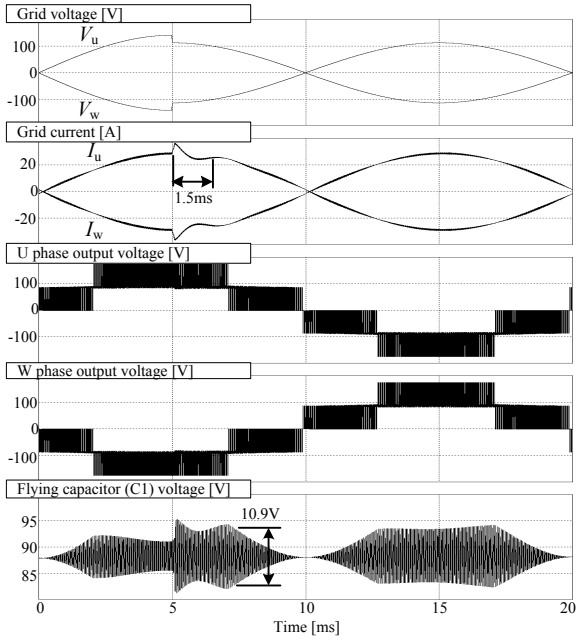 Grid voltage [V]
100
0
-100
Vu
Vw
Grid current [A]
20
0
-20
Iu
1.5ms
Iw
U phase output voltage [V]
100
0
-100
W phase output voltage [V]
100
0
-100
Flying capacitor (C1) voltage [V]
95
90
85
10.9V
0 5 10 15 20
Time [ms]